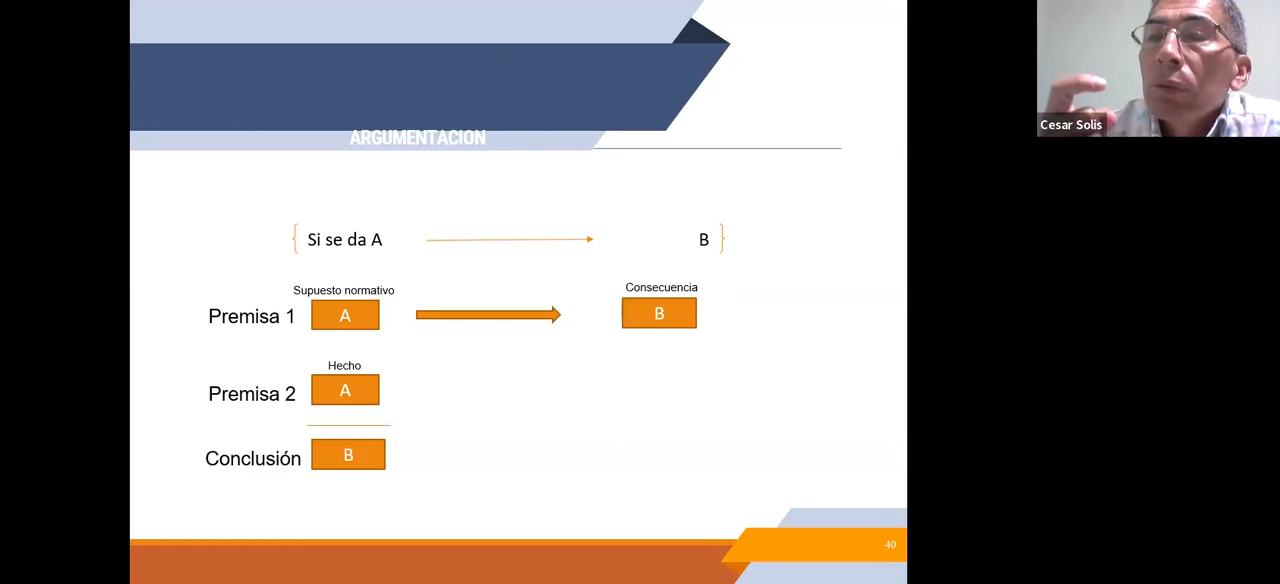 ARGUMENTACION
Cesar Solis
Si se da A
B
Supuesto normativo
Consecuencia
Premisa 1
A
B
Hecho
Premisa 2
A
Conclusión
B
40